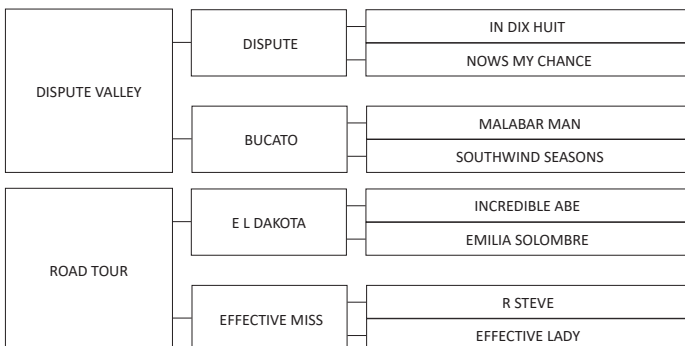 DISPUTE VALLEY
DISPUTE
IN DIX HUIT
NOWS MY CHANCE
BUCATO
MALABAR MAN
SOUTHWIND SEASONS
ROAD TOUR
E L DAKOTA
INCREDIBLE ABE
EMILIA SOLOMBRE
EFFECTIVE MISS
R STEVE
EFFECTIVE LADY